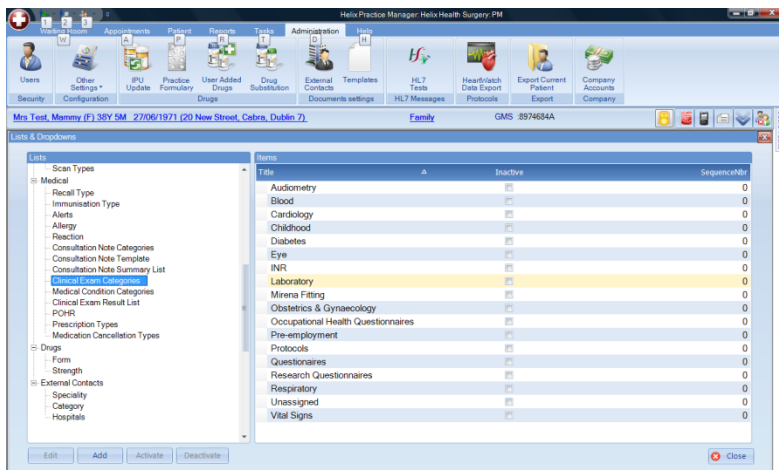 Helix Practice Manager: Helix Health Surgery: PM
1 2 3
Waiting Room Appointments Patient Reports Tasks Administration Help
W A P R T D H
Users
Other Settings
IPU Update
Practice Formulary
User Added Drugs
Drug Substitution
External Contacts
Templates
HL7 Tests
HeartWatch Data Export
Export Current Patient
Company Accounts
Security Configuration Drugs Documents settings HL7 Messages Protocols Export Company
Mrs Test, Mammy (F) 38Y 5M 27/06/1971 (20 New Street, Cabra, Dublin 7) Family GMS :8974684A
Lists & Dropdowns
Lists
Scan Types
Medical
Recall Type
Immunisation Type
Alerts
Allergy
Reaction
Consultation Note Categories
Consultation Note Template
Consultation Note Summary List
Clinical Exam Categories
Medical Condition Categories
Clinical Exam Result List
POHR
Prescription Types
Medication Cancellation Types
Drugs
Form
Strength
External Contacts
Speciality
Category
Hospitals
Items
Title Inactive SequenceNbr
Audiometry 0
Blood 0
Cardiology 0
Childhood 0
Diabetes 0
Eye 0
INR 0
Laboratory 0
Mirena Fitting 0
Obstetrics & Gynaecology 0
Occupational Health Questionnaires 0
Pre-employment 0
Protocols 0
Questionaires 0
Research Questionnaires 0
Respiratory 0
Unassigned 0
Vital Signs 0
Edit Add Activate Deactivate Close